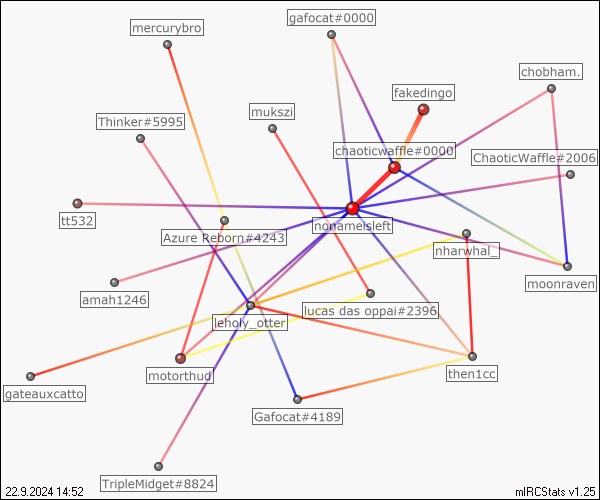 gafocat#0000
mercurybro
chobham.
fakedingo
mukszi
Thinker#5995
chaoticwaffle#0000
ChaoticWaffle#2006
tt532
nonameisleft
Azure Reborn#4243
nharwhal_
moonraven
amah1246
lucas das oppai#2396
leholy_otter
motorthud
then1cc
gateauxcatto
Gafocat#4189
TripleMidget#8824
22.9.2024 14:52
mIRCStats v1.25